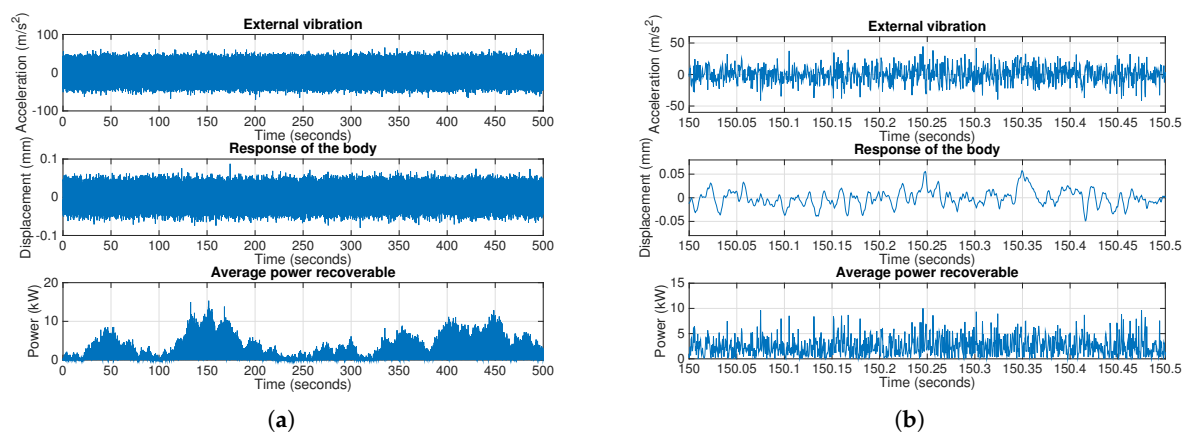 External vibration
Acceleration (m/s²)
100
0
-100
0 50 100 150 200 250 300 350 400 450 500
Time (seconds)
Response of the body
Displacement (mm)
0.1
0
-0.1
0 50 100 150 200 250 300 350 400 450 500
Time (seconds)
Average power recoverable
Power (kW)
20
10
0
0 50 100 150 200 250 300 350 400 450 500
Time (seconds)
(a)
External vibration
Acceleration (m/s²)
50
0
-50
150 150.05 150.1 150.15 150.2 150.25 150.3 150.35 150.4 150.45 150.5
Time (seconds)
Response of the body
Displacement (mm)
0.05
0
-0.05
150 150.05 150.1 150.15 150.2 150.25 150.3 150.35 150.4 150.45 150.5
Time (seconds)
Average power recoverable
Power (kW)
15
10
5
0
150 150.05 150.1 150.15 150.2 150.25 150.3 150.35 150.4 150.45 150.5
Time (seconds)
(b)